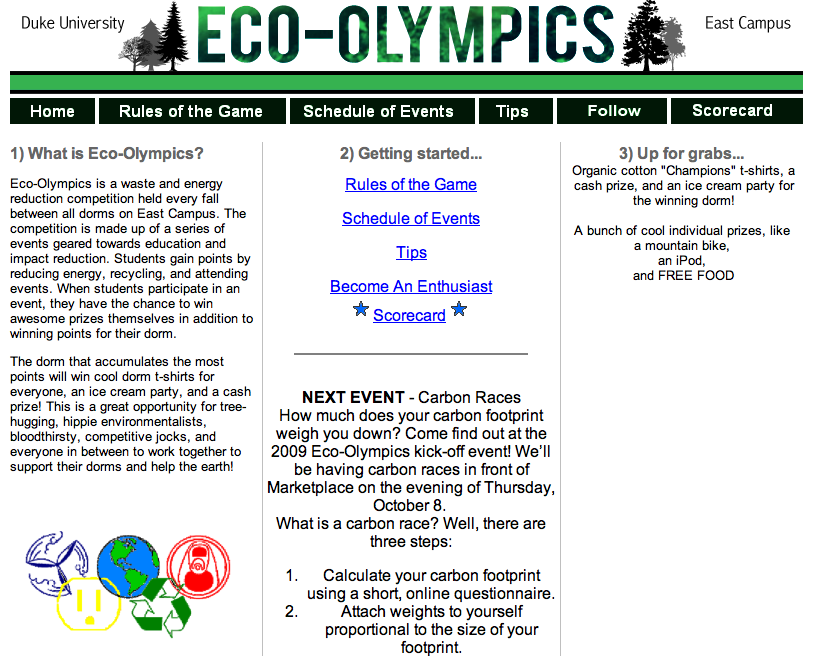 Duke University
ECO-OLYMPICS
East Campus
Home
Rules of the Game
Schedule of Events
Tips
Follow
Scorecard
1) What is Eco-Olympics?
Eco-Olympics is a waste and energy
reduction competition held every fall
between all dorms on East Campus. The
competition is made up of a series of
events geared towards education and
impact reduction. Students gain points by
reducing energy, recycling, and attending
events. When students participate in an
event, they have the chance to win
awesome prizes themselves in addition to
winning points for their dorm.
The dorm that accumulates the most
points will win cool dorm t-shirts for
everyone, an ice cream party, and a cash
prize! This is a great opportunity for tree-
hugging, hippie environmentalists,
bloodthirsty, competitive jocks, and
everyone in between to work together to
support their dorms and help the earth!
2) Getting started...
Rules of the Game
Schedule of Events
Tips
Become An Enthusiast
Scorecard
NEXT EVENT - Carbon Races
How much does your carbon footprint
weigh you down? Come find out at the
2009 Eco-Olympics kick-off event! We'll
be having carbon races in front of
Marketplace on the evening of Thursday,
October 8.
What is a carbon race? Well, there are
three steps:
1. Calculate your carbon footprint
using a short, online questionnaire.
2. Attach weights to yourself
proportional to the size of your
footprint.
3) Up for grabs...
Organic cotton "Champions" t-shirts, a
cash prize, and an ice cream party for
the winning dorm!
A bunch of cool individual prizes, like
a mountain bike,
an iPod,
and FREE FOOD